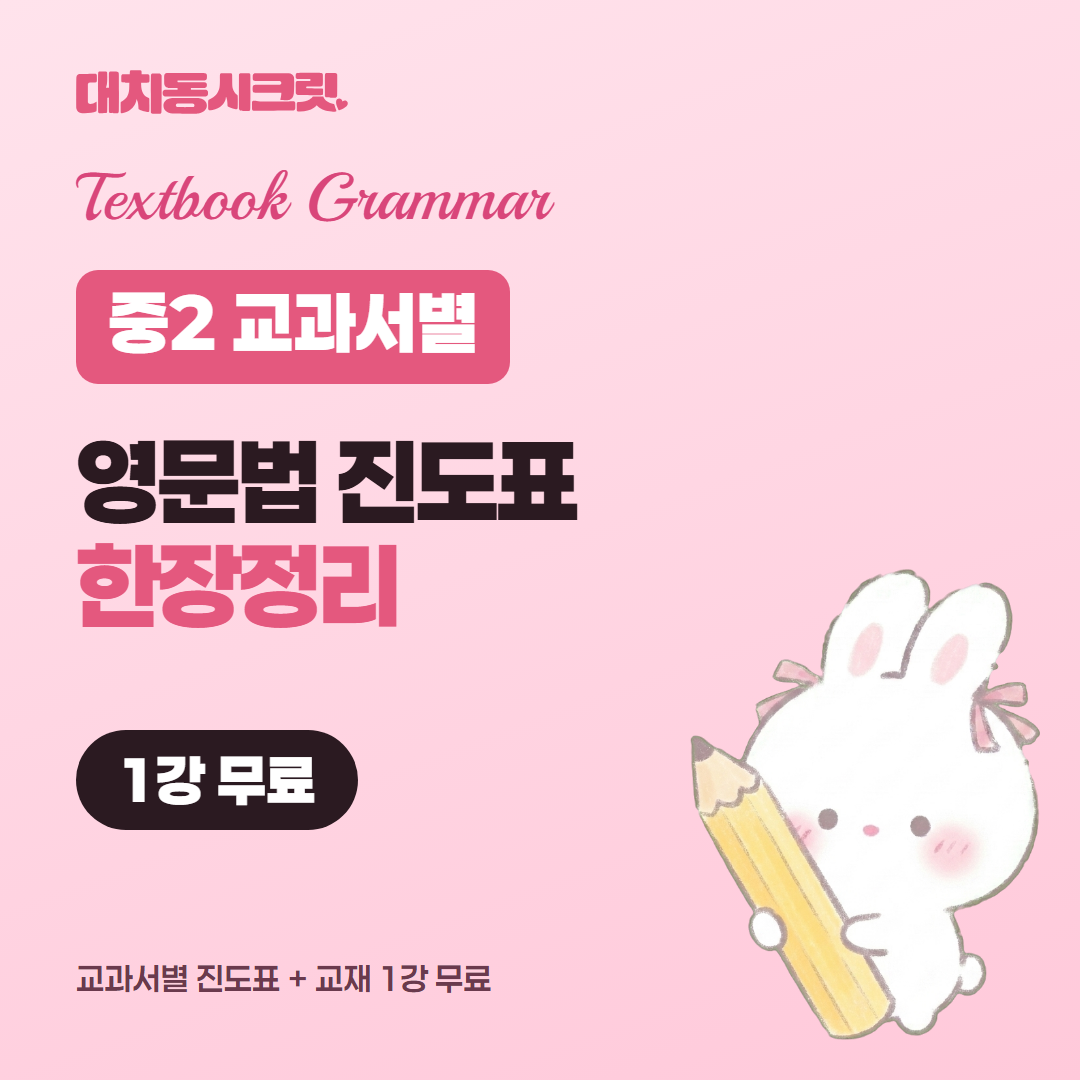 대치동시크릿
Textbook Grammar
중2 교과서별
영문법 진도표
한장정리
1강 무료
교과서별 진도표 + 교재 1강 무료